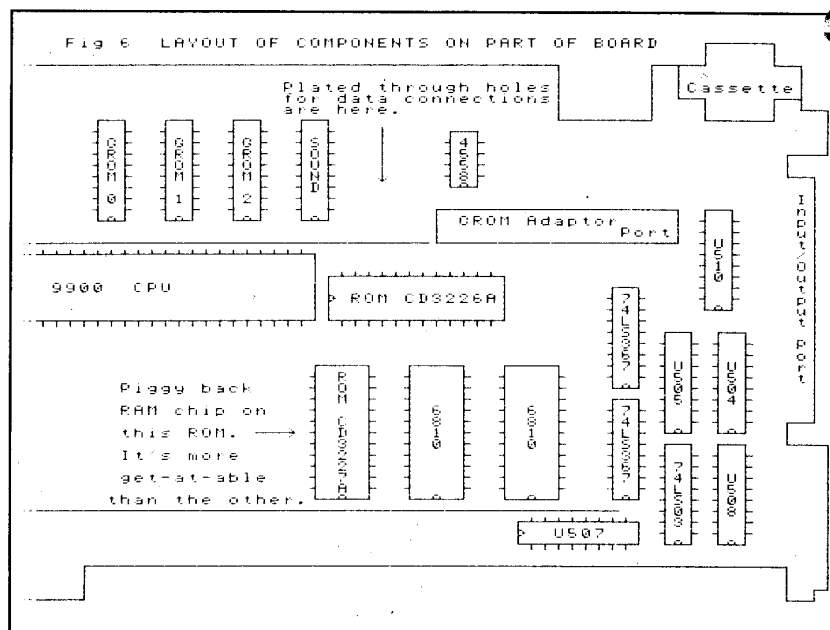 Fig 6 LAYOUT OF COMPONENTS ON PART OF BOARD
Plated through holes
for data connections
are here.
Cassette
GROM 0
GROM 1
GROM 2
SOUND
4558
GROM Adaptor
Port
U510
Input/Output Port
9900 CPU
ROM CD3226A
74LS367
U505
U504
Piggy back
RAM chip on
this ROM.
It's more
get-at-able
than the other.
ROM CD3225A
6810
6810
74LS367
74LS03
U508
U507